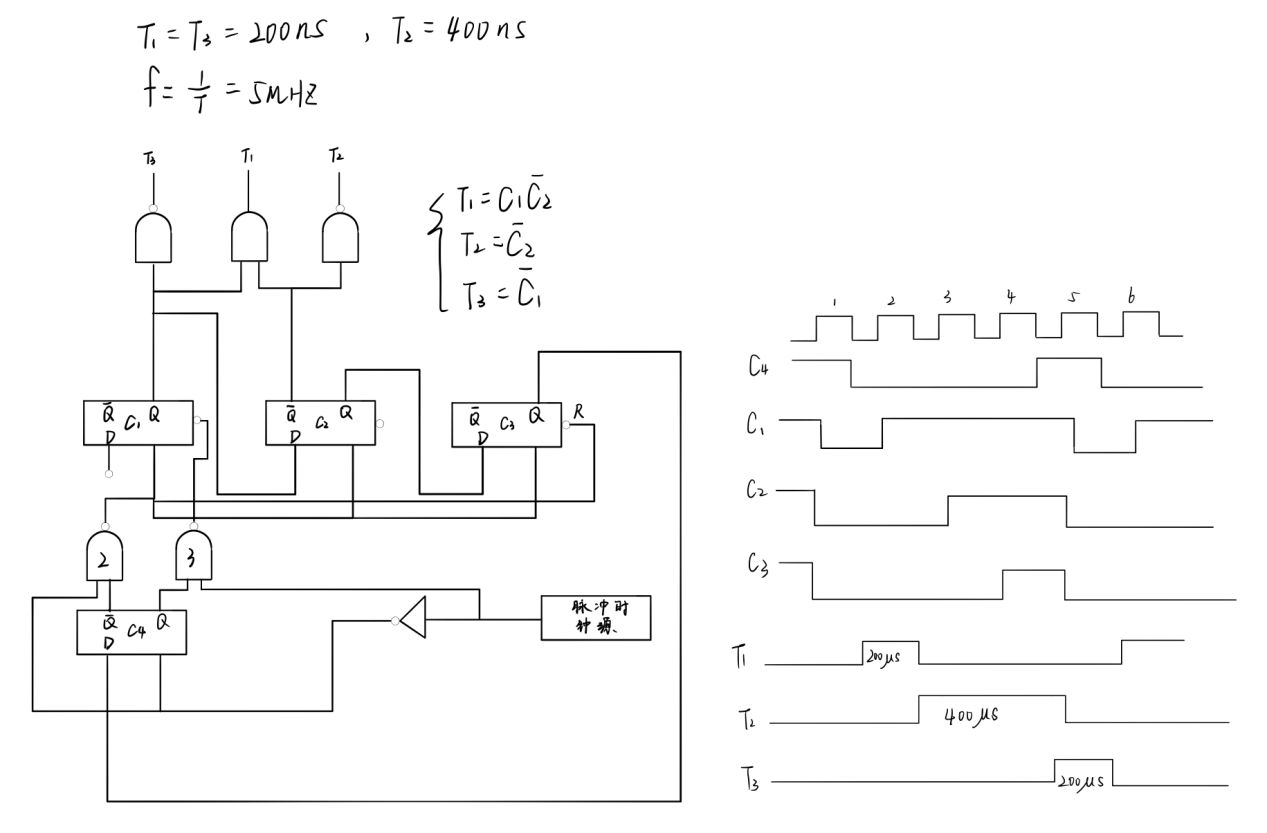 T₁ = T₃ = 200ns , T₂ = 400ns
f = 1/T = 5MHZ
T₃ T₁ T₂
T₁ = C₁C̄₂
T₂ = C̄₂
T₃ = C̄₁
Q̄ C₁ Q
D
Q̄ C₂ Q
D
Q̄ C₃ Q R
D
2 3
Q̄ C4 Q
D
脉冲时
钟源
1 2 3 4 5 6
C4
C₁
C₂
C₃
T₁ 200μs
T₂ 400μs
T₃ 200μs